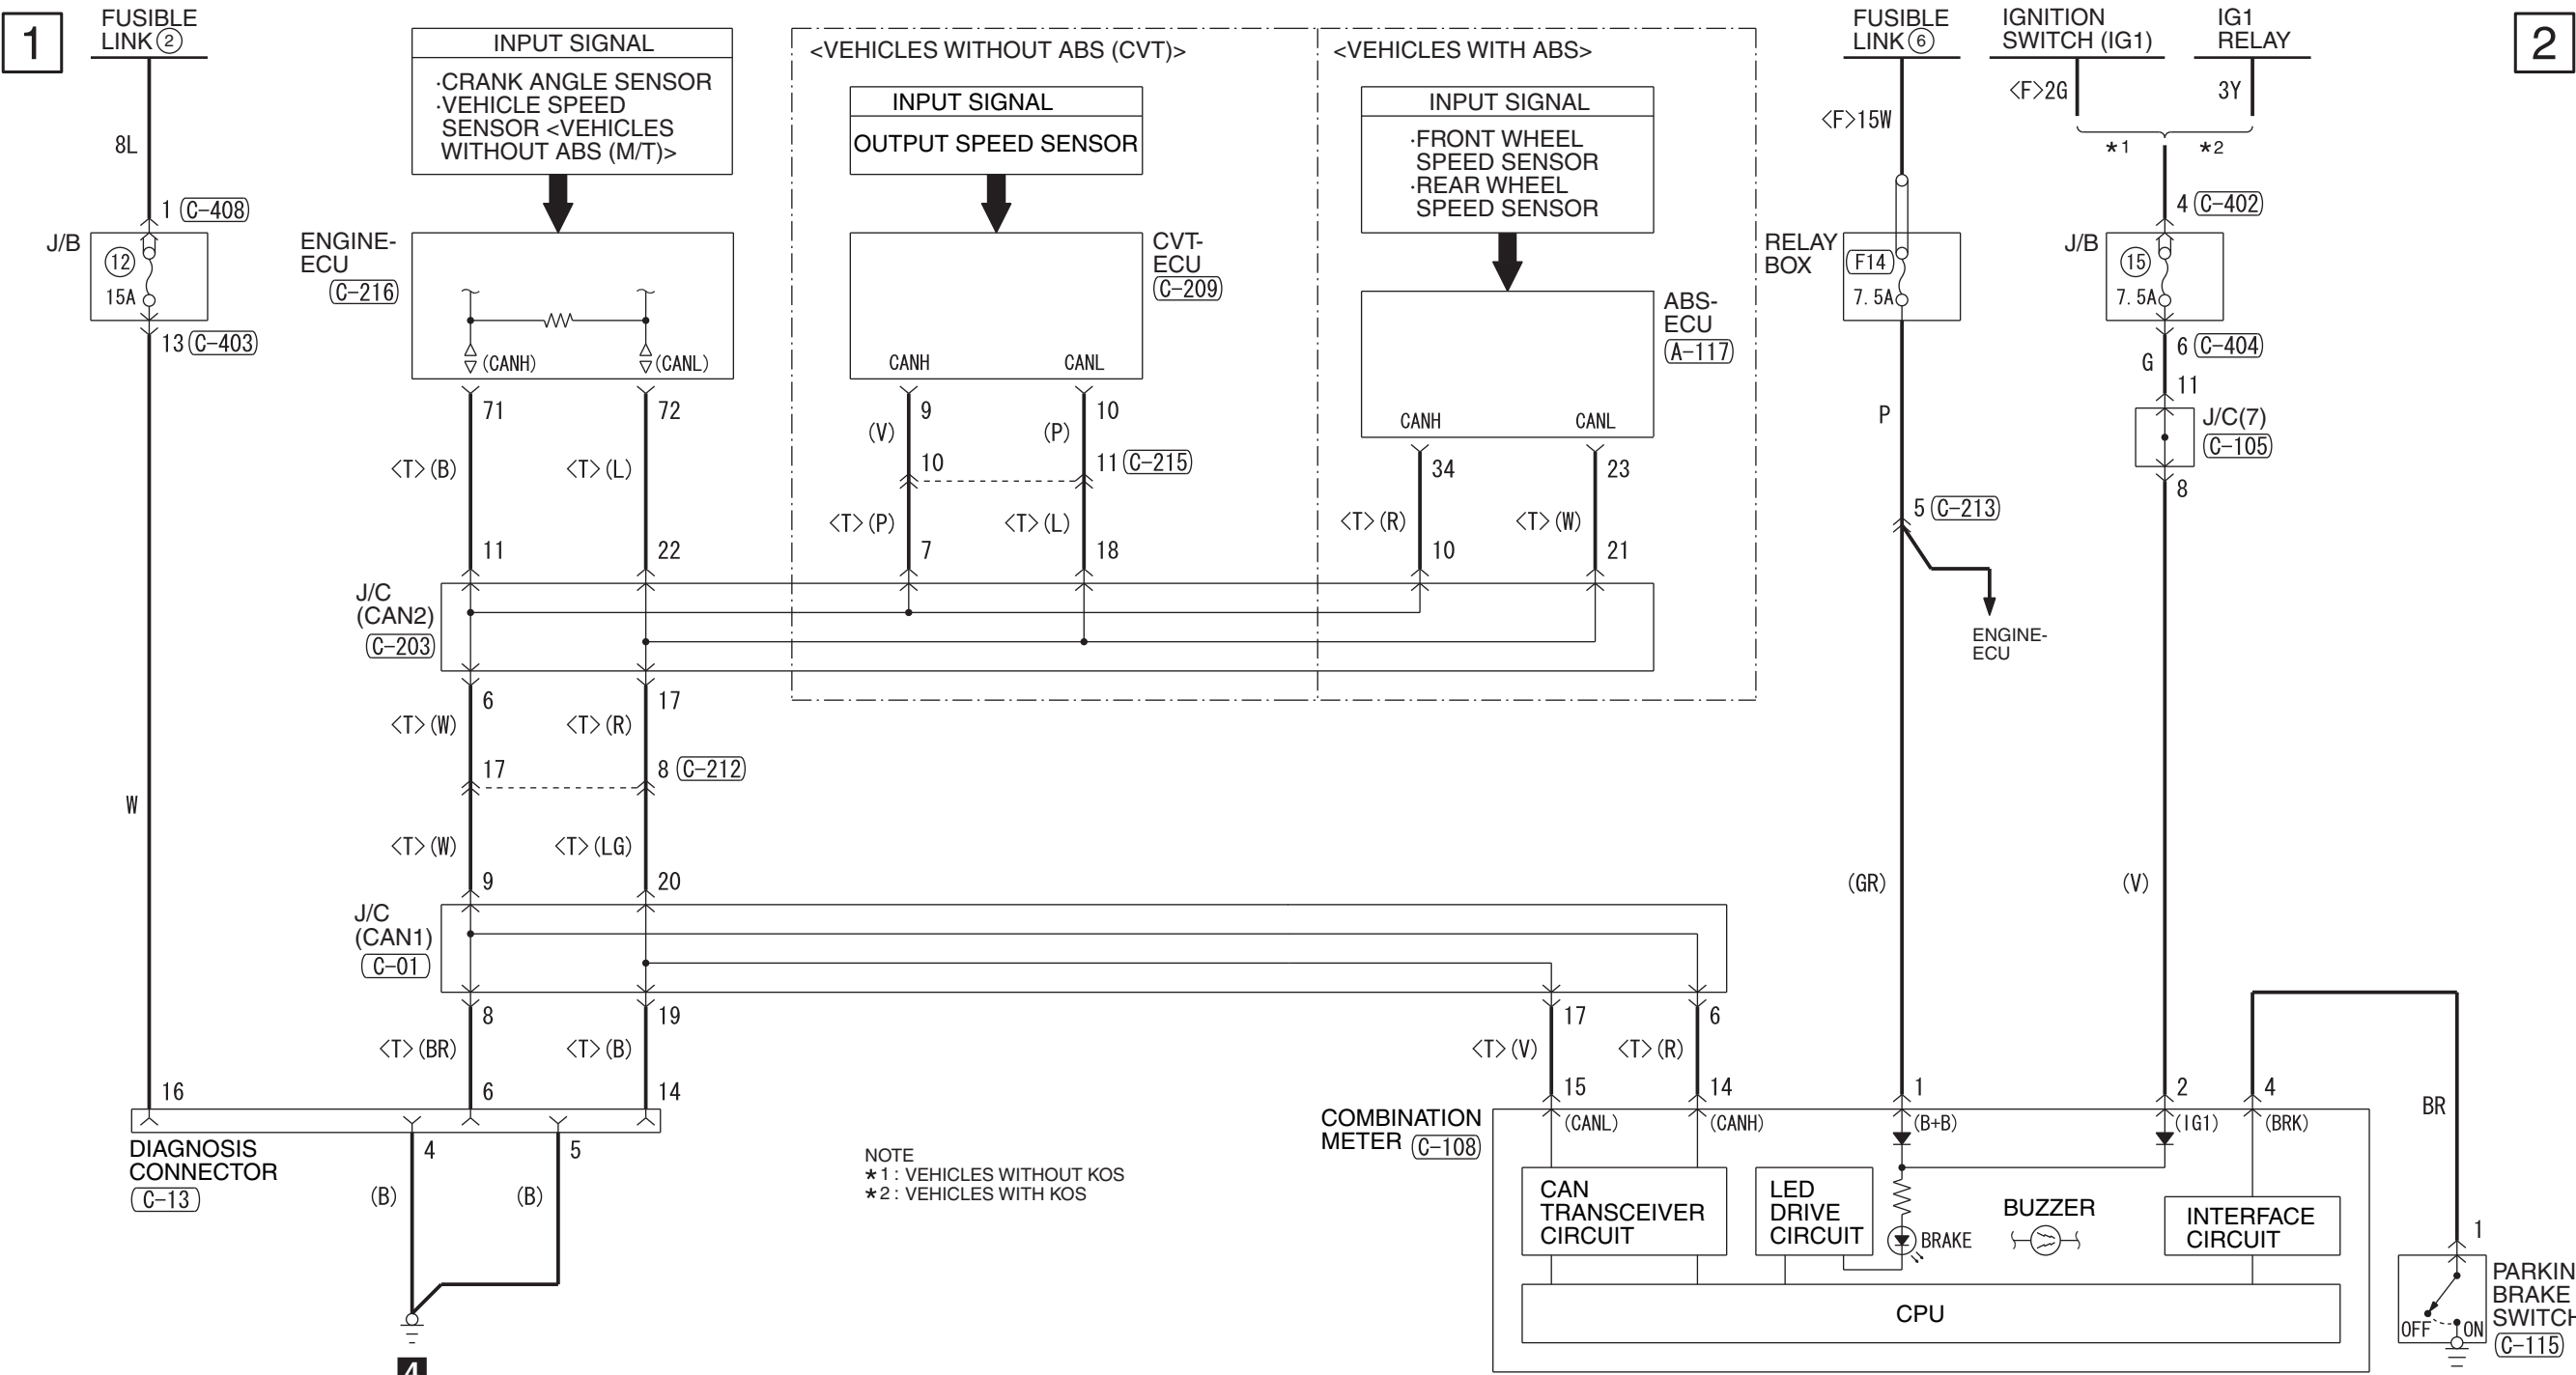 1
FUSIBLE
LINK 2
8L
1 C-408
J/B
12
15A
13 C-403
W
16
INPUT SIGNAL
·CRANK ANGLE SENSOR
·VEHICLE SPEED
SENSOR <VEHICLES
WITHOUT ABS (M/T)>
ENGINE-
ECU
C-216
(CANH)
(CANL)
71
72
<T>(B)
<T>(L)
11
22
<VEHICLES WITHOUT ABS (CVT)>
INPUT SIGNAL
OUTPUT SPEED SENSOR
CVT-
ECU
C-209
CANH
CANL
9
10
(V)
(P)
10
11 C-215
<T>(P)
<T>(L)
7
18
<VEHICLES WITH ABS>
INPUT SIGNAL
·FRONT WHEEL
SPEED SENSOR
·REAR WHEEL
SPEED SENSOR
ABS-
ECU
A-117
CANH
CANL
34
23
<T>(R)
<T>(W)
10
21
J/C
(CAN2)
C-203
6
17
<T>(W)
<T>(R)
17
8 C-212
<T>(W)
<T>(LG)
9
20
J/C
(CAN1)
C-01
8
19
<T>(BR)
<T>(B)
6
14
DIAGNOSIS
CONNECTOR
C-13
4
5
(B)
(B)
4
NOTE
*1: VEHICLES WITHOUT KOS
*2: VEHICLES WITH KOS
17
6
<T>(V)
<T>(R)
15
14
2
FUSIBLE
LINK 6
<F>15W
RELAY
BOX
F14
7.5A
P
5 C-213
ENGINE-
ECU
(GR)
1
IGNITION
SWITCH (IG1)
IG1
RELAY
<F>2G
3Y
*1
*2
4 C-402
J/B
15
7.5A
6 C-404
G
11
J/C(7)
C-105
8
(V)
2
4
BR
COMBINATION
METER C-108
(CANL)
(CANH)
(B+B)
(IG1)
(BRK)
CAN
TRANSCEIVER
CIRCUIT
LED
DRIVE
CIRCUIT
BRAKE
BUZZER
INTERFACE
CIRCUIT
CPU
1
PARKIN
BRAKE
SWITCH
OFF
ON
C-115